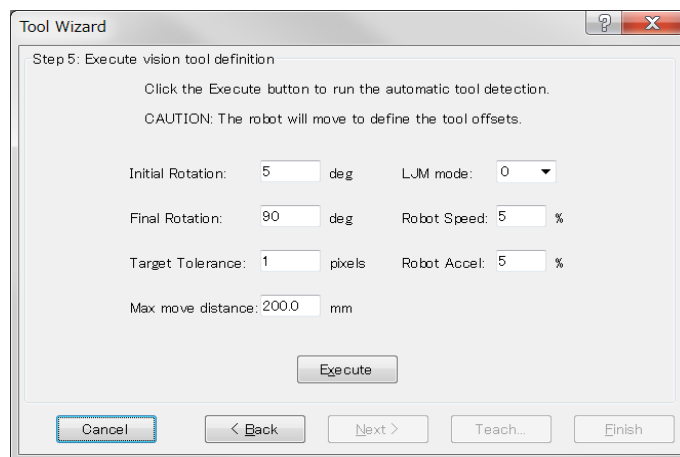 Tool Wizard
Step 5: Execute vision tool definition
Click the Execute button to run the automatic tool detection.
CAUTION: The robot will move to define the tool offsets.
Initial Rotation: 5 deg LJM mode: 0
Final Rotation: 90 deg Robot Speed: 5 %
Target Tolerance: 1 pixels Robot Accel: 5 %
Max move distance: 200.0 mm
Execute
Cancel < Back Next > Teach... Finish